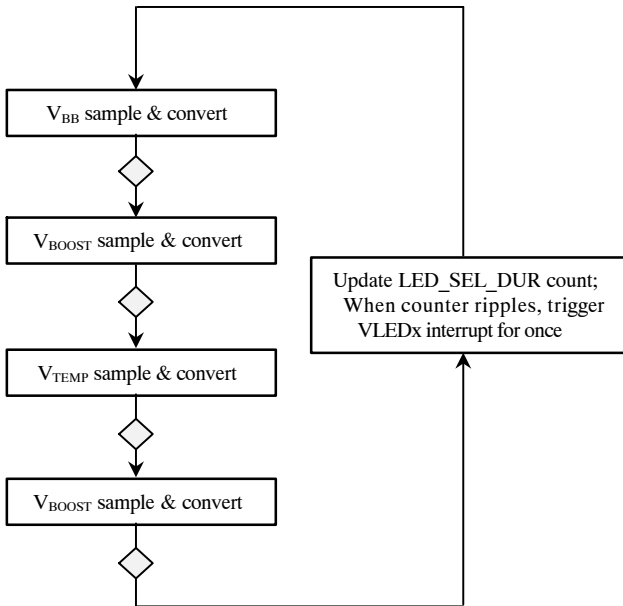 V_BB sample & convert
V_BOOST sample & convert
V_TEMP sample & convert
V_BOOST sample & convert
Update LED_SEL_DUR count;
When counter ripples, trigger
VLEDx interrupt for once